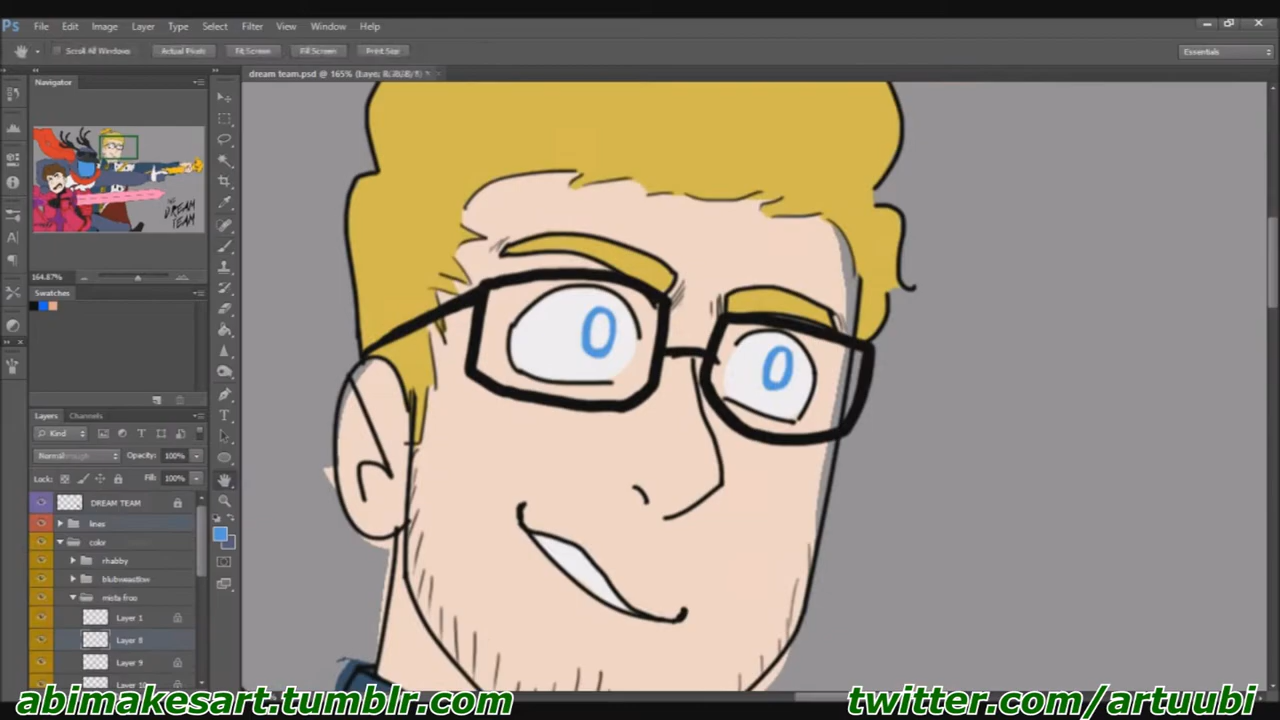 Ps File Edit Image Layer Type Select Filter View Window Help
Scroll All Windows Actual Pixels Fit Screen Fill Screen Print Size Essentials
dream team.psd @ 165%
Navigator
THE DREAM TEAM
164.87%
Swatches
Layers Channels
Kind
Opacity: 100%
Lock: Fill: 100%
DREAM TEAM
lines
color
rhabby
mista froo
Layer 1
Layer 8
Layer 9
Layer 10
abimakesart.tumblr.com
twitter.com/artuubi